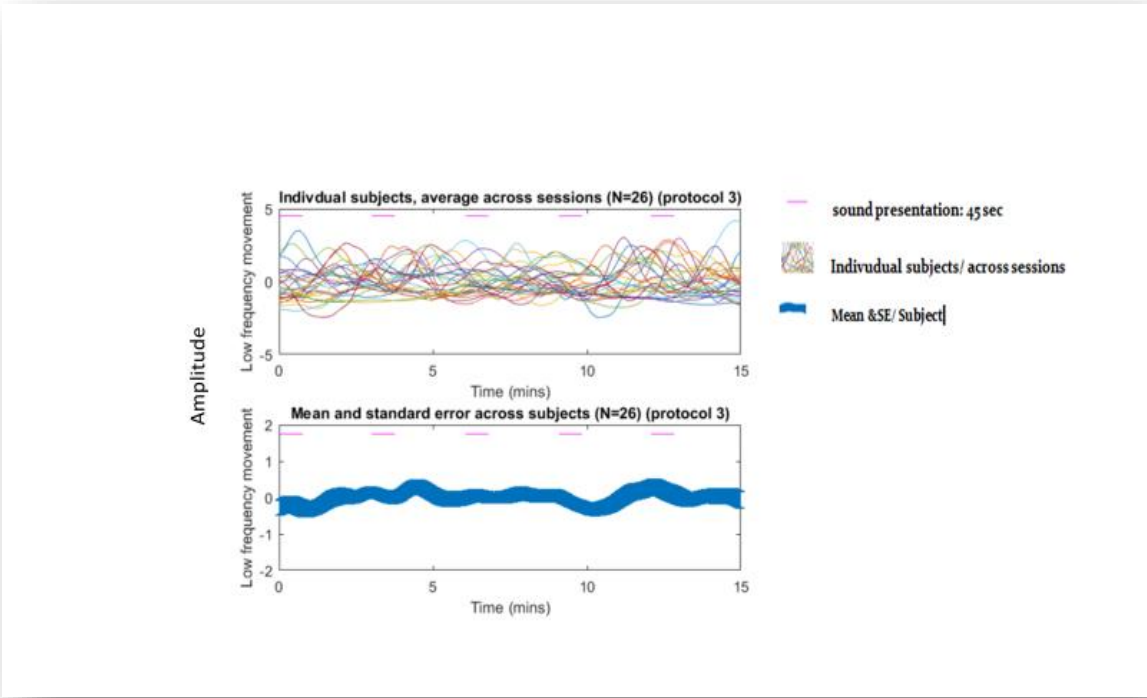 Indivdual subjects, average across sessions (N=26) (protocol 3)
Low frequency movement
5
0
-5
0 5 10 15
Time (mins)
Amplitude
Mean and standard error across subjects (N=26) (protocol 3)
Low frequency movement
2
1
0
-1
-2
0 5 10 15
Time (mins)
sound presentation: 45 sec
Indivudual subjects/ across sessions
Mean &SE/ Subject